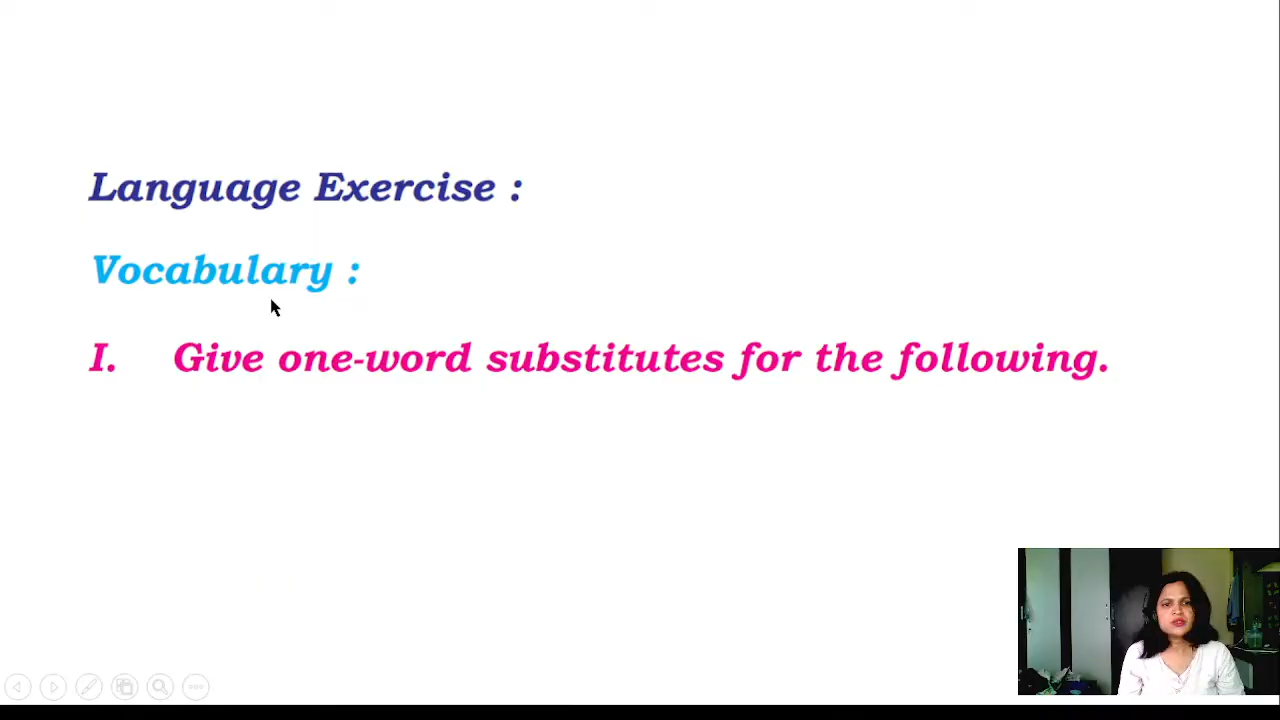 Language Exercise :
Vocabulary :
I. Give one-word substitutes for the following.